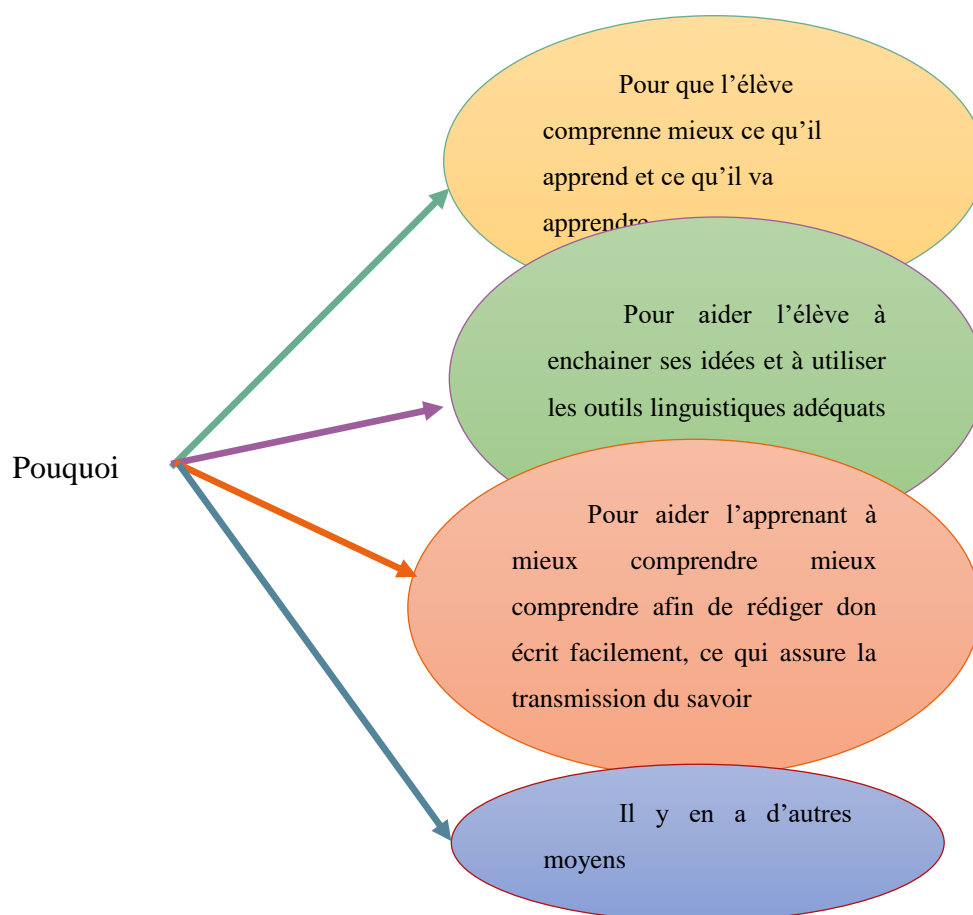 Pour que l’élève
comprenne mieux ce qu’il
apprend et ce qu’il va
apprendre
Pour aider l’élève à
enchainer ses idées et à utiliser
les outils linguistiques adéquats
Pouquoi
Pour aider l’apprenant à
mieux comprendre mieux
comprendre afin de rédiger don
écrit facilement, ce qui assure la
transmission du savoir
Il y en a d’autres
moyens